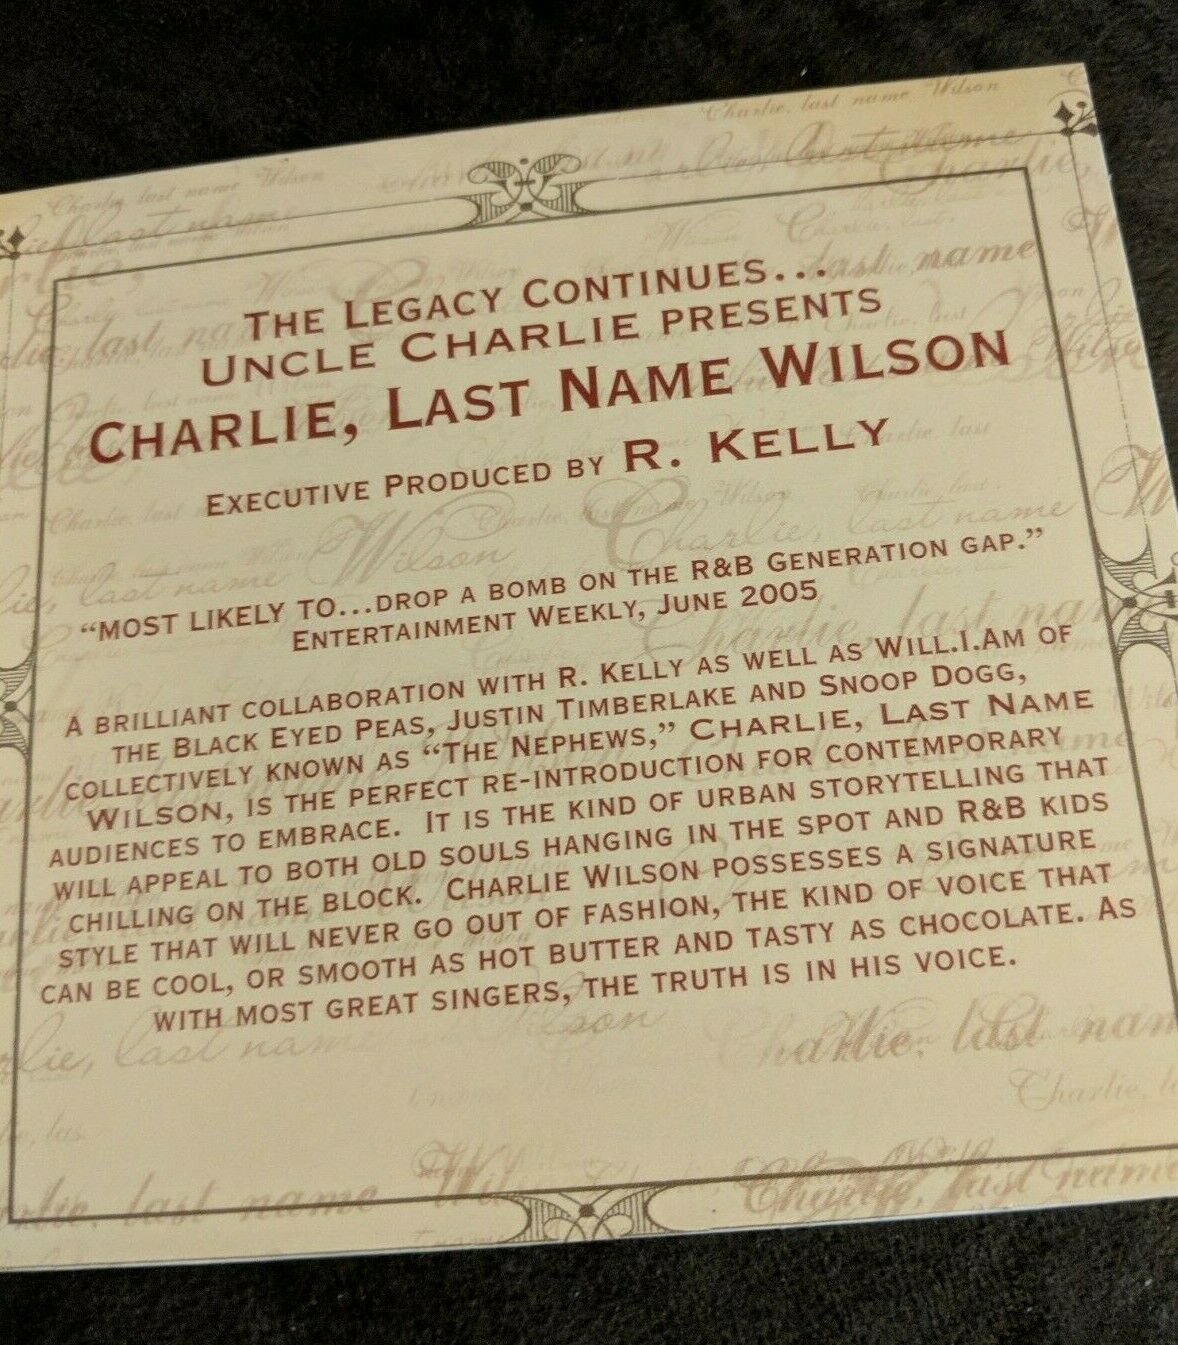 THE LEGACY CONTINUES...
UNCLE CHARLIE PRESENTS
CHARLIE, LAST NAME WILSON
EXECUTIVE PRODUCED BY R. KELLY
“MOST LIKELY TO...DROP A BOMB ON THE R&B GENERATION GAP.”
ENTERTAINMENT WEEKLY, JUNE 2005
A BRILLIANT COLLABORATION WITH R. KELLY AS WELL AS WILL.I.AM OF
THE BLACK EYED PEAS, JUSTIN TIMBERLAKE AND SNOOP DOGG,
COLLECTIVELY KNOWN AS “THE NEPHEWS,” CHARLIE, LAST NAME
WILSON, IS THE PERFECT RE-INTRODUCTION FOR CONTEMPORARY
AUDIENCES TO EMBRACE. IT IS THE KIND OF URBAN STORYTELLING THAT
WILL APPEAL TO BOTH OLD SOULS HANGING IN THE SPOT AND R&B KIDS
CHILLING ON THE BLOCK. CHARLIE WILSON POSSESSES A SIGNATURE
STYLE THAT WILL NEVER GO OUT OF FASHION, THE KIND OF VOICE THAT
CAN BE COOL, OR SMOOTH AS HOT BUTTER AND TASTY AS CHOCOLATE. AS
WITH MOST GREAT SINGERS, THE TRUTH IS IN HIS VOICE.